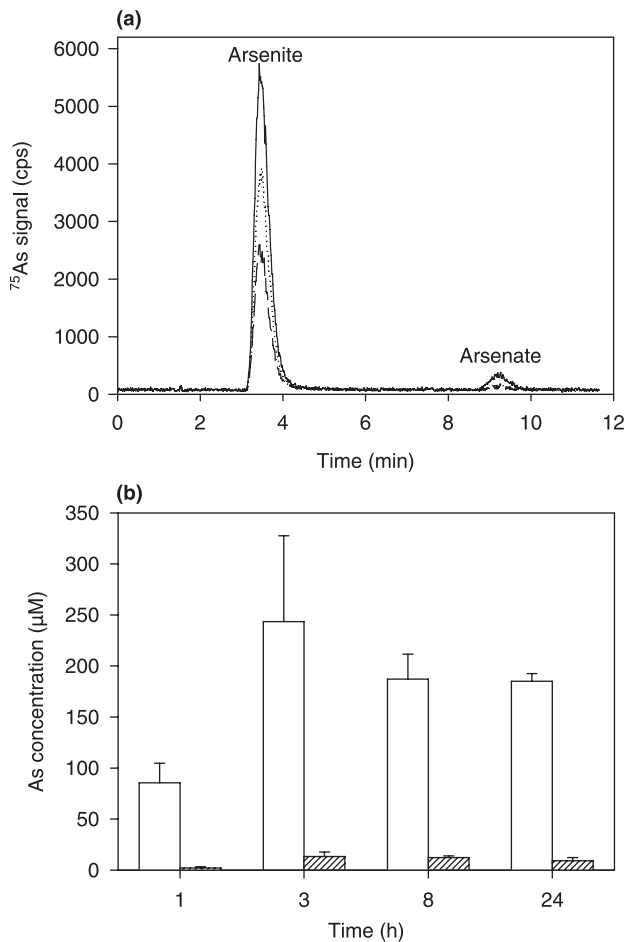 (a)
Arsenite
6000
5000
4000
3000
2000
1000
0
⁷⁵As signal (cps)
Arsenate
0 2 4 6 8 10 12
Time (min)
(b)
350
300
250
200
150
100
50
0
As concentration (µM)
1 3 8 24
Time (h)